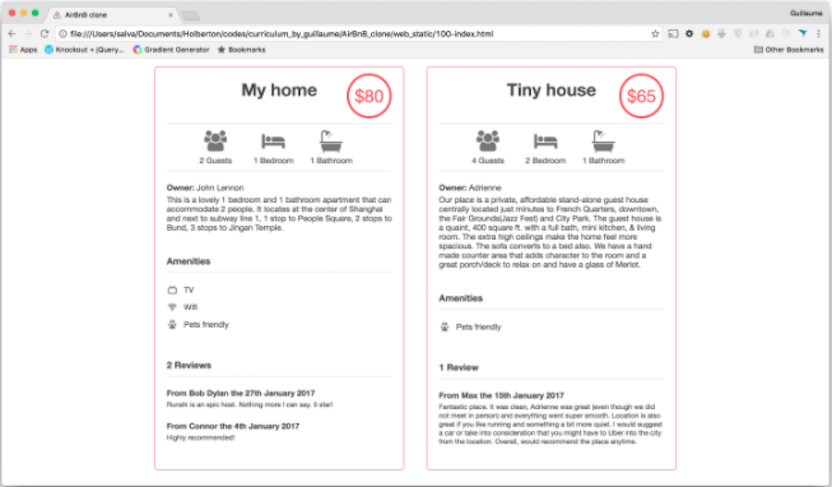 AirBnB clone
Guillaume
file:///Users/salva/Documents/Holberton/codes/curriculum_by_guillaume/AirBnB_clone/web_static/100-index.html
Apps
Knockout + jQuery...
Gradient Generator
Bookmarks
Other Bookmarks
My home
$80
2 Guests
1 Bedroom
1 Bathroom
Owner: John Lennon
This is a lovely 1 bedroom and 1 bathroom apartment that can
accommodate 2 people. It locates at the center of Shanghai
and next to subway line 1, 1 stop to People Square, 2 stops to
Bund, 3 stops to Jingan Temple.
Amenities
TV
Wifi
Pets friendly
2 Reviews
From Bob Dylan the 27th January 2017
Runshi is an epic host. Nothing more I can say. 5 star!
From Connor the 4th January 2017
Highly recommended!
Tiny house
$65
4 Guests
2 Bedroom
1 Bathroom
Owner: Adrienne
Our place is a private, affordable stand-alone guest house
centrally located just minutes to French Quarters, downtown,
the Fair Grounds(Jazz Fest) and City Park. The guest house is
a quaint, 400 square ft. with a full bath, mini kitchen, & living
room. The extra high ceilings make the home feel more
spacious. The sofa converts to a bed also. We have a hand
made counter area that adds character to the room and a
great porch/deck to relax on and have a glass of Merlot.
Amenities
Pets friendly
1 Review
From Max the 15th January 2017
Fantastic place. It was clean, Adrienne was great (even though we did
not meet in person) and everything went super smooth. Location is also
great if you like running and something a bit more quiet. I would suggest
a car or take into consideration that you might have to Uber into the city
from the location. Overall, would recommend the place anytime.